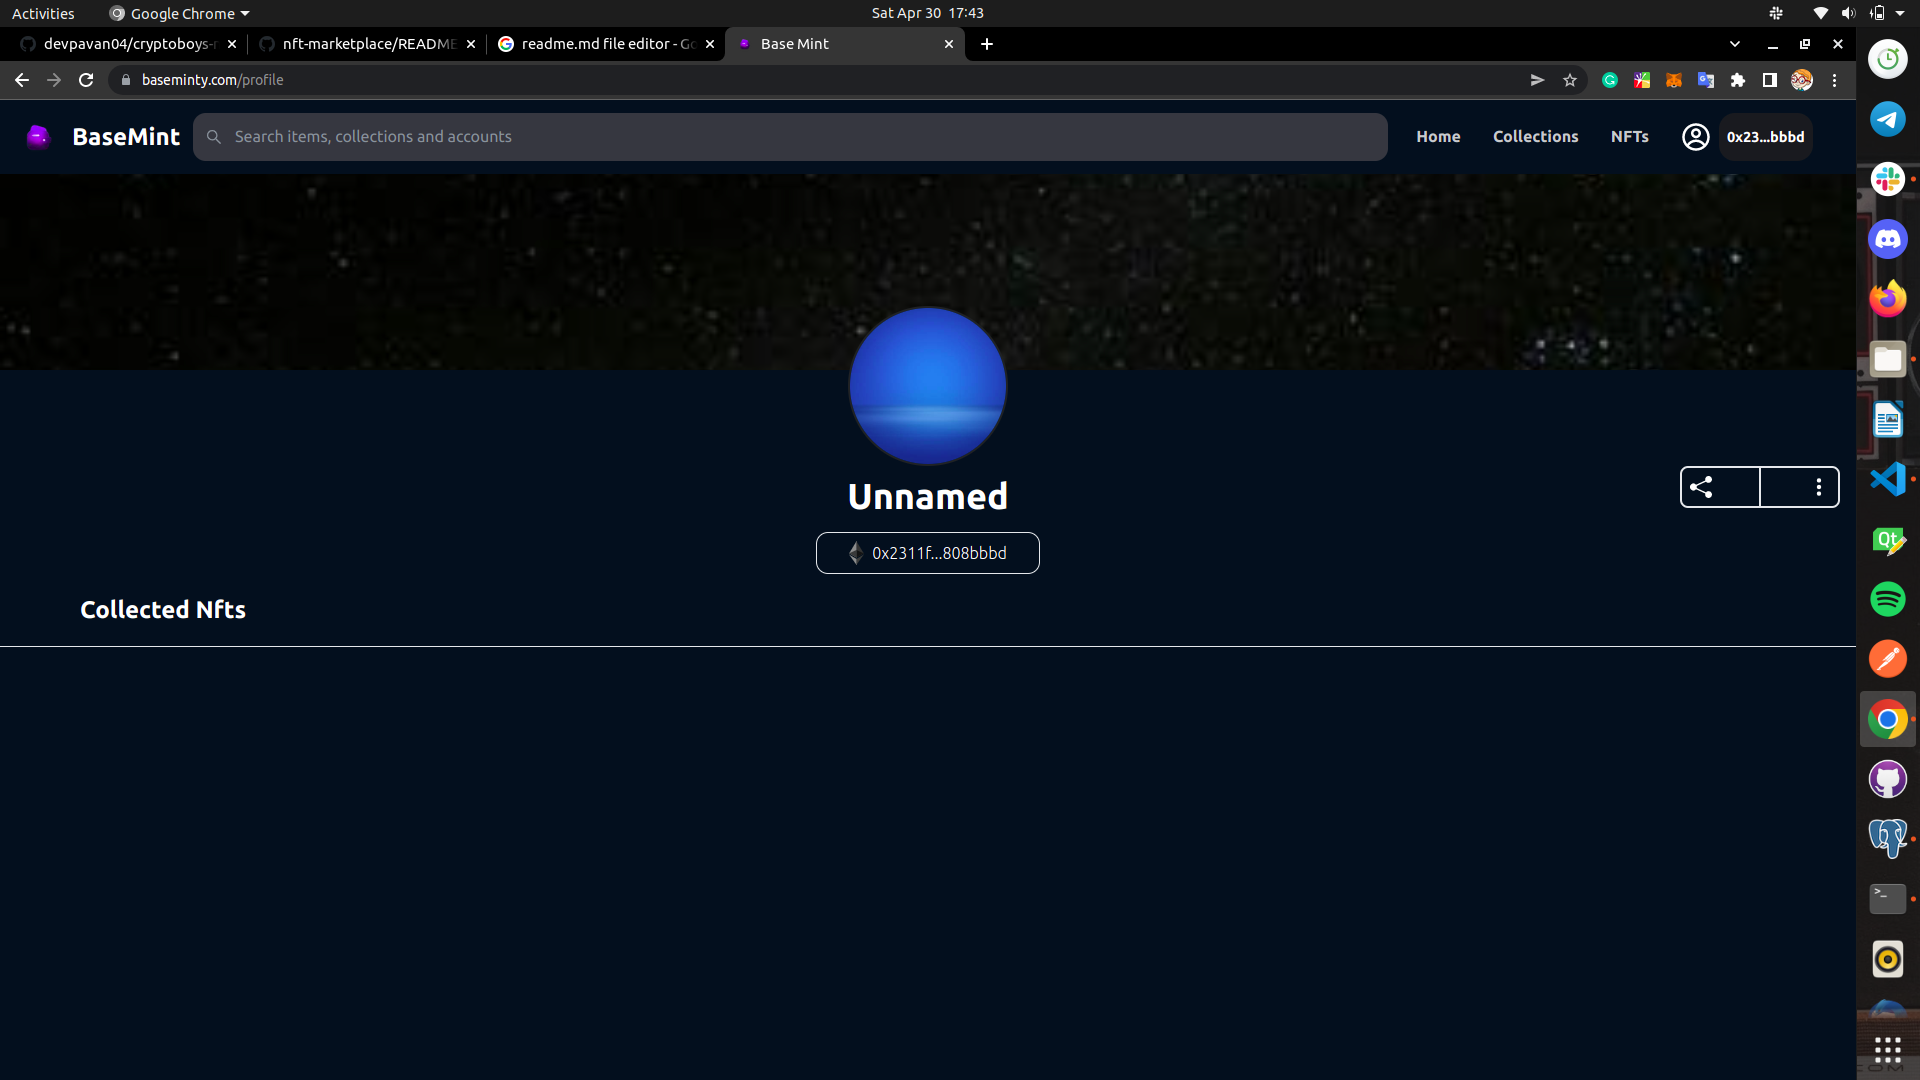 Activities
Google Chrome
Sat Apr 30 17:43
devpavan04/cryptoboys-
nft-marketplace/README
readme.md file editor - Go
Base Mint
baseminty.com/profile
BaseMint
Search items, collections and accounts
Home
Collections
NFTs
0x23...bbbd
Unnamed
0x2311f...808bbbd
Collected Nfts
Qt
>_